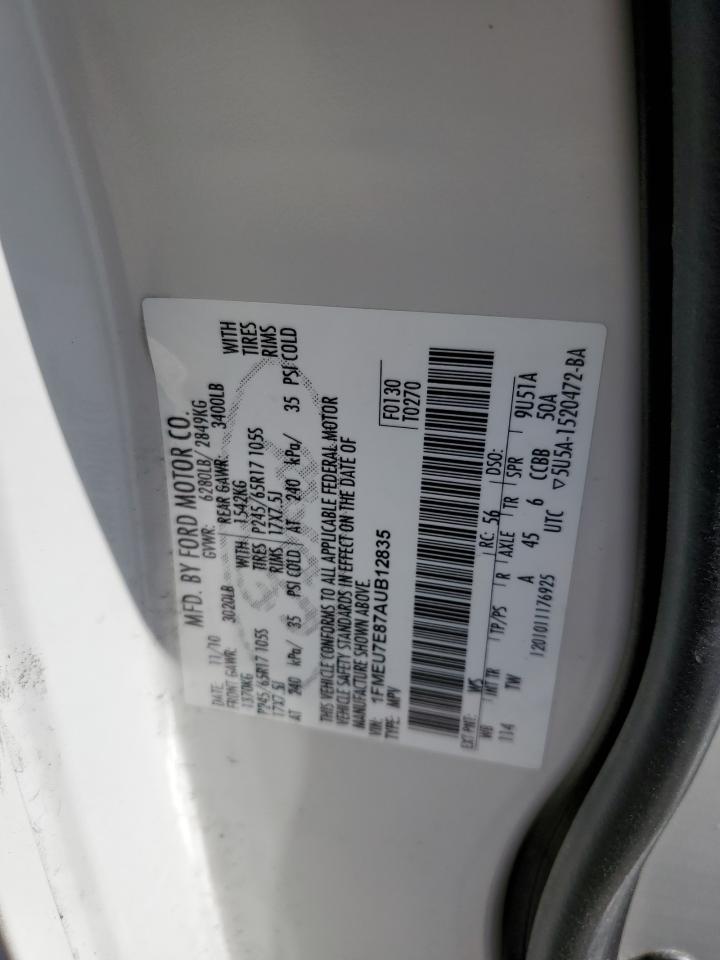 MFD. BY FORD MOTOR CO.
DATE: 11/10 GVWR: 6280LB/ 2849KG
FRONT GAWR: 3020LB REAR GAWR: 3400LB
1370KG 1542KG WITH
P245/65R17 105S TIRES P245/65R17 105S TIRES
17X7.5J RIMS 17X7.5J RIMS
AT 240 kPa/ 35 PSI COLD AT 240 kPa/ 35 PSI COLD
THIS VEHICLE CONFORMS TO ALL APPLICABLE FEDERAL MOTOR
VEHICLE SAFETY STANDARDS IN EFFECT ON THE DATE OF
MANUFACTURE SHOWN ABOVE.
VIN: 1FMEU7E87AUB12835 F0130
TYPE: MPV T0270
EXT PNT: WS RC: 56 DSO:
WB INT TR TP/PS R AXLE TR SPR 9U51A
114 TW A 45 6 CCBB 50A
1201011176925 UTC ▽5U5A-1520472-BA